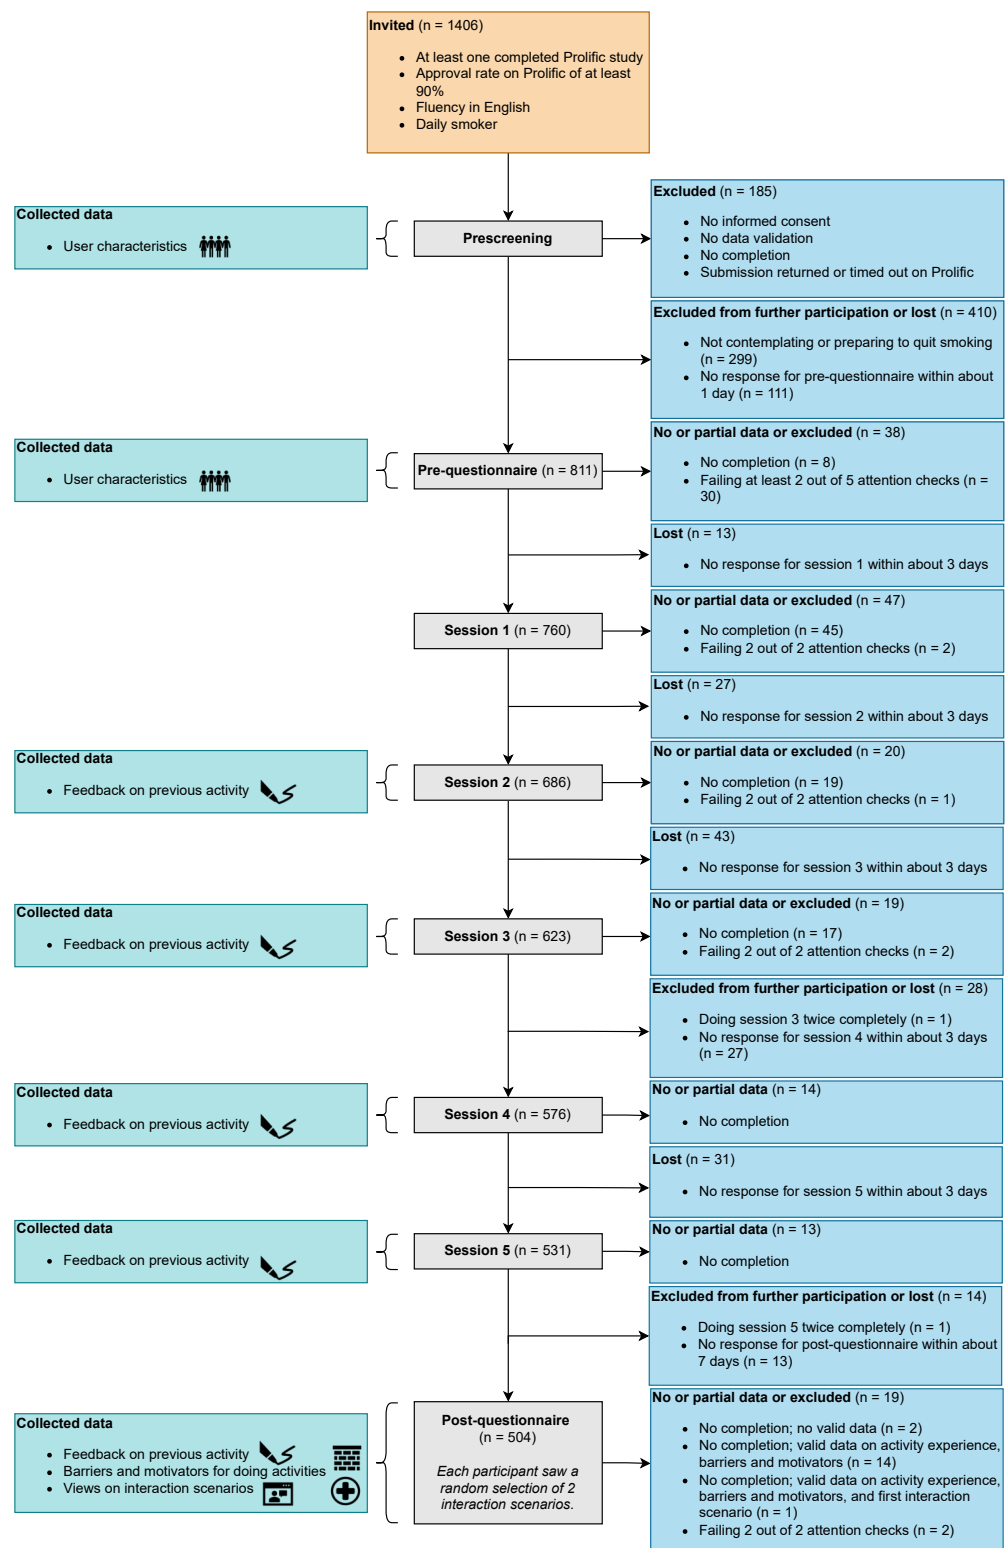 Invited (n = 1406)
At least one completed Prolific study
Approval rate on Prolific of at least
90%
Fluency in English
Daily smoker
Collected data
User characteristics
Prescreening
Excluded (n = 185)
No informed consent
No data validation
No completion
Submission returned or timed out on Prolific
Excluded from further participation or lost (n = 410)
Not contemplating or preparing to quit smoking
(n = 299)
No response for pre-questionnaire within about
1 day (n = 111)
Collected data
User characteristics
Pre-questionnaire (n = 811)
No or partial data or excluded (n = 38)
No completion (n = 8)
Failing at least 2 out of 5 attention checks (n =
30)
Lost (n = 13)
No response for session 1 within about 3 days
Session 1 (n = 760)
No or partial data or excluded (n = 47)
No completion (n = 45)
Failing 2 out of 2 attention checks (n = 2)
Lost (n = 27)
No response for session 2 within about 3 days
Collected data
Feedback on previous activity
Session 2 (n = 686)
No or partial data or excluded (n = 20)
No completion (n = 19)
Failing 2 out of 2 attention checks (n = 1)
Lost (n = 43)
No response for session 3 within about 3 days
Collected data
Feedback on previous activity
Session 3 (n = 623)
No or partial data or excluded (n = 19)
No completion (n = 17)
Failing 2 out of 2 attention checks (n = 2)
Excluded from further participation or lost (n = 28)
Doing session 3 twice completely (n = 1)
No response for session 4 within about 3 days
(n = 27)
Collected data
Feedback on previous activity
Session 4 (n = 576)
No or partial data (n = 14)
No completion
Lost (n = 31)
No response for session 5 within about 3 days
Collected data
Feedback on previous activity
Session 5 (n = 531)
No or partial data (n = 13)
No completion
Excluded from further participation or lost (n = 14)
Doing session 5 twice completely (n = 1)
No response for post-questionnaire within about
7 days (n = 13)
Collected data
Feedback on previous activity
Barriers and motivators for doing activities
Views on interaction scenarios
Post-questionnaire
(n = 504)
Each participant saw a
random selection of 2
interaction scenarios.
No or partial data or excluded (n = 19)
No completion; no valid data (n = 2)
No completion; valid data on activity experience,
barriers and motivators (n = 14)
No completion; valid data on activity experience,
barriers and motivators, and first interaction
scenario (n = 1)
Failing 2 out of 2 attention checks (n = 2)